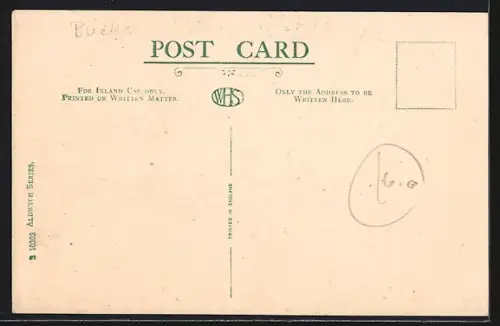 Bucks
POST CARD
FOR INLAND USE ONLY.
PRINTED OR WRITTEN MATTER
WHS
ONLY THE ADDRESS TO BE
WRITTEN HERE.
PRINTED IN ENGLAND
ALDWYCH SERIES.